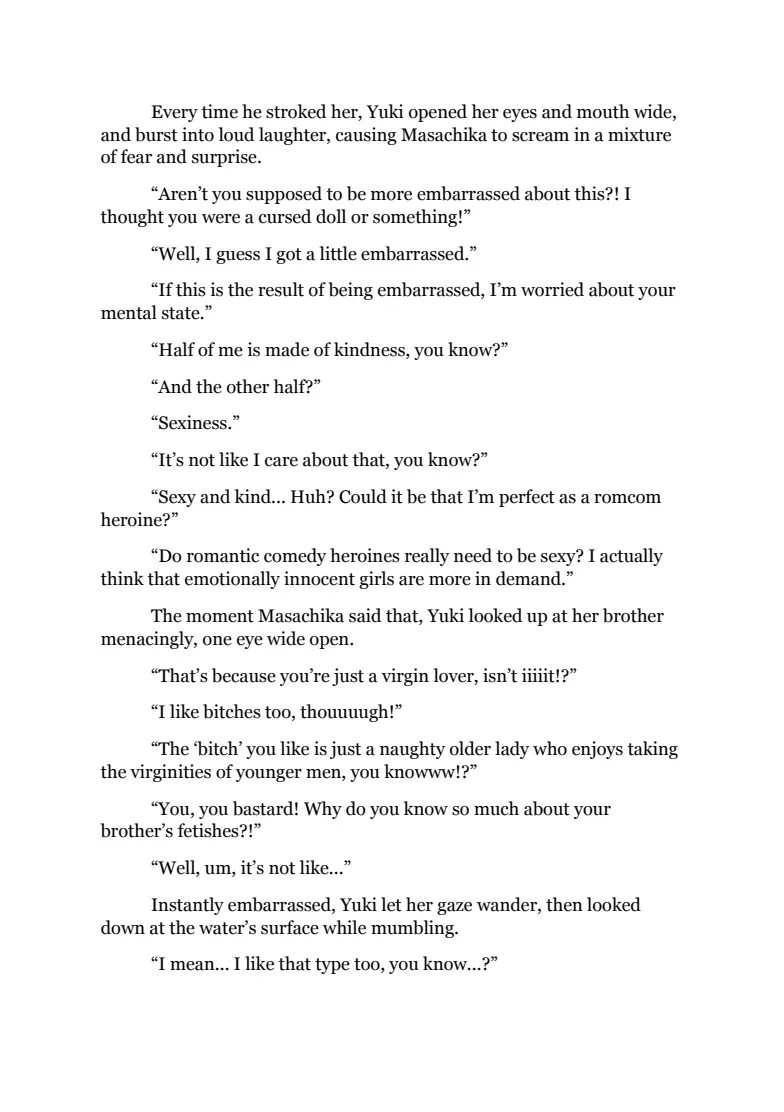 Every time he stroked her, Yuki opened her eyes and mouth wide,
and burst into loud laughter, causing Masachika to scream in a mixture
of fear and surprise.
“Aren’t you supposed to be more embarrassed about this?! I
thought you were a cursed doll or something!”
“Well, I guess I got a little embarrassed.”
“If this is the result of being embarrassed, I’m worried about your
mental state.”
“Half of me is made of kindness, you know?”
“And the other half?”
“Sexiness.”
“It’s not like I care about that, you know?”
“Sexy and kind... Huh? Could it be that I’m perfect as a romcom
heroine?”
“Do romantic comedy heroines really need to be sexy? I actually
think that emotionally innocent girls are more in demand.”
The moment Masachika said that, Yuki looked up at her brother
menacingly, one eye wide open.
“That’s because you’re just a virgin lover, isn’t iiiiit!?”
“I like bitches too, thouuuugh!”
“The ‘bitch’ you like is just a naughty older lady who enjoys taking
the virginities of younger men, you knowww!?”
“You, you bastard! Why do you know so much about your
brother’s fetishes?!”
“Well, um, it’s not like...”
Instantly embarrassed, Yuki let her gaze wander, then looked
down at the water’s surface while mumbling.
“I mean... I like that type too, you know...?”